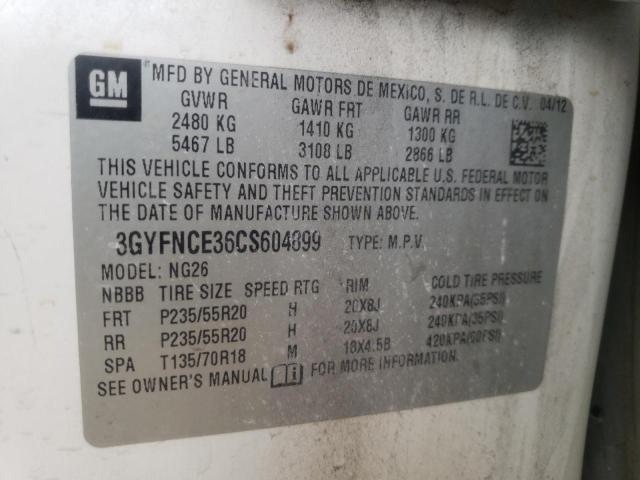 GM
MFD BY GENERAL MOTORS DE MEXICO, S. DE R.L. DE C.V. 04/12
GVWR GAWR FRT GAWR RR
2480 KG 1410 KG 1300 KG
5467 LB 3108 LB 2866 LB
THIS VEHICLE CONFORMS TO ALL APPLICABLE U.S. FEDERAL MOTOR
VEHICLE SAFETY AND THEFT PREVENTION STANDARDS IN EFFECT ON
THE DATE OF MANUFACTURE SHOWN ABOVE.
3GYFNCE36CS604899 TYPE: M.P.V.
MODEL: NG26
NBBB TIRE SIZE SPEED RTG RIM COLD TIRE PRESSURE
FRT P235/55R20 H 20X8J 240KPA(35PSI)
RR P235/55R20 H 20X8J 240KPA(35PSI)
SPA T135/70R18 M 18X4.5B 420KPA(60PSI)
SEE OWNER'S MANUAL FOR MORE INFORMATION.